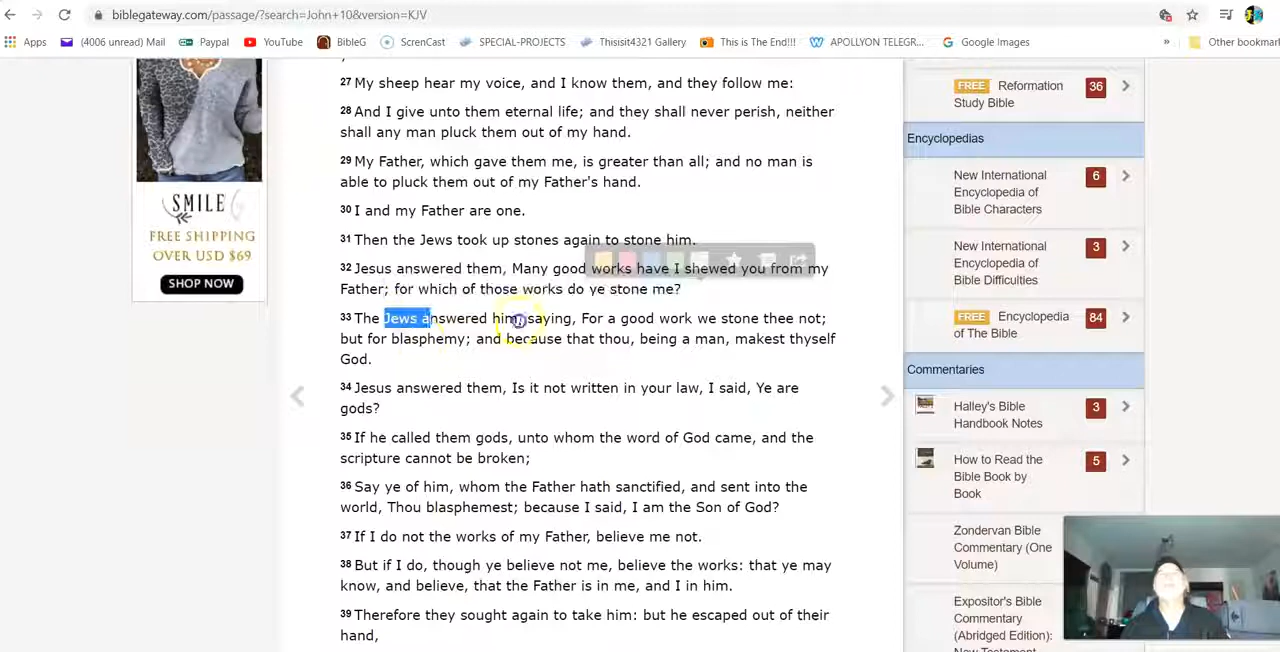 biblegateway.com/passage/?search=John+10&version=KJV
Apps (4006 unread) Mail Paypal YouTube BibleG ScrenCast SPECIAL-PROJECTS Thisisit4321 Gallery This is The End!!! APOLLYON TELEGR... Google Images » Other bookmark
27 My sheep hear my voice, and I know them, and they follow me:
28 And I give unto them eternal life; and they shall never perish, neither
shall any man pluck them out of my hand.
29 My Father, which gave them me, is greater than all; and no man is
able to pluck them out of my Father's hand.
30 I and my Father are one.
31 Then the Jews took up stones again to stone him.
32 Jesus answered them, Many good works have I shewed you from my
Father; for which of those works do ye stone me?
33 The Jews answered him, saying, For a good work we stone thee not;
but for blasphemy; and because that thou, being a man, makest thyself
God.
34 Jesus answered them, Is it not written in your law, I said, Ye are
gods?
35 If he called them gods, unto whom the word of God came, and the
scripture cannot be broken;
36 Say ye of him, whom the Father hath sanctified, and sent into the
world, Thou blasphemest; because I said, I am the Son of God?
37 If I do not the works of my Father, believe me not.
38 But if I do, though ye believe not me, believe the works: that ye may
know, and believe, that the Father is in me, and I in him.
39 Therefore they sought again to take him: but he escaped out of their
hand,
SMILE
FREE SHIPPING
OVER USD $69
SHOP NOW
FREE Reformation 36
Study Bible
Encyclopedias
New International 6
Encyclopedia of
Bible Characters
New International 3
Encyclopedia of
Bible Difficulties
FREE Encyclopedia 84
of The Bible
Commentaries
Halley's Bible 3
Handbook Notes
How to Read the 5
Bible Book by
Book
Zondervan Bible
Commentary (One
Volume)
Expositor's Bible
Commentary
(Abridged Edition):
New Testament